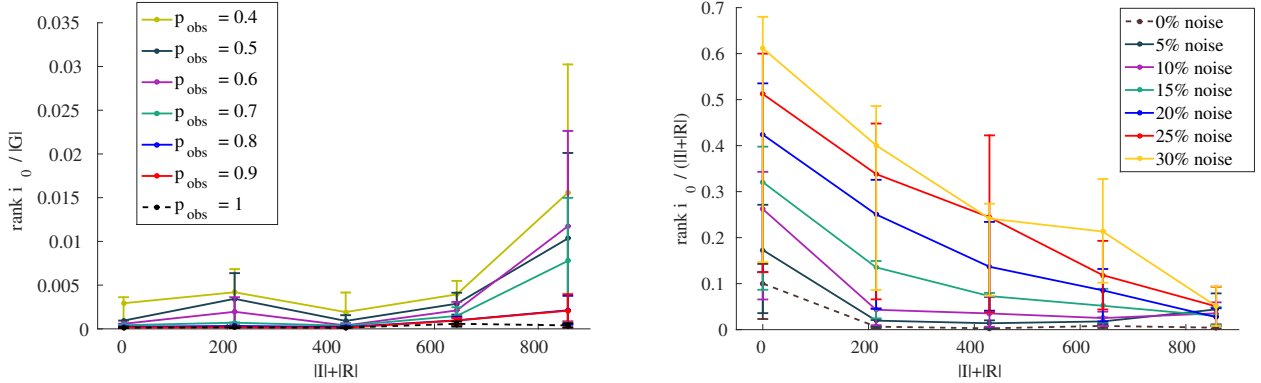 0.035
0.03
0.025
0.02
0.015
0.01
0.005
0
rank i 0 / |G|
p obs = 0.4
p obs = 0.5
p obs = 0.6
p obs = 0.7
p obs = 0.8
p obs = 0.9
p obs = 1
0 200 400 600 800
|I|+|R|
0.7
0.6
0.5
0.4
0.3
0.2
0.1
0
rank i 0 / (|I|+|R|)
0% noise
5% noise
10% noise
15% noise
20% noise
25% noise
30% noise
0 200 400 600 800
|I|+|R|